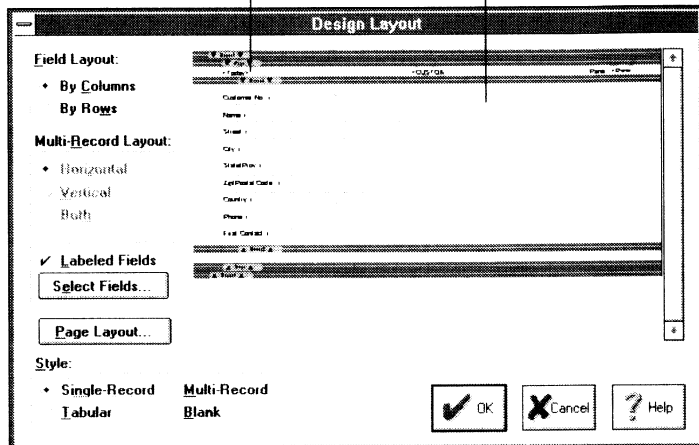 Design Layout
Field Layout:
By Columns
By Rows
Multi-Record Layout:
Horizontal
Vertical
Both
Labeled Fields
Select Fields...
Page Layout...
Style:
Single-Record
Multi-Record
Tabular
Blank
Customer No
Name
Street
City
State/Prov
Zip/Postal Code
Country
Phone
First Contact
OK
Cancel
Help